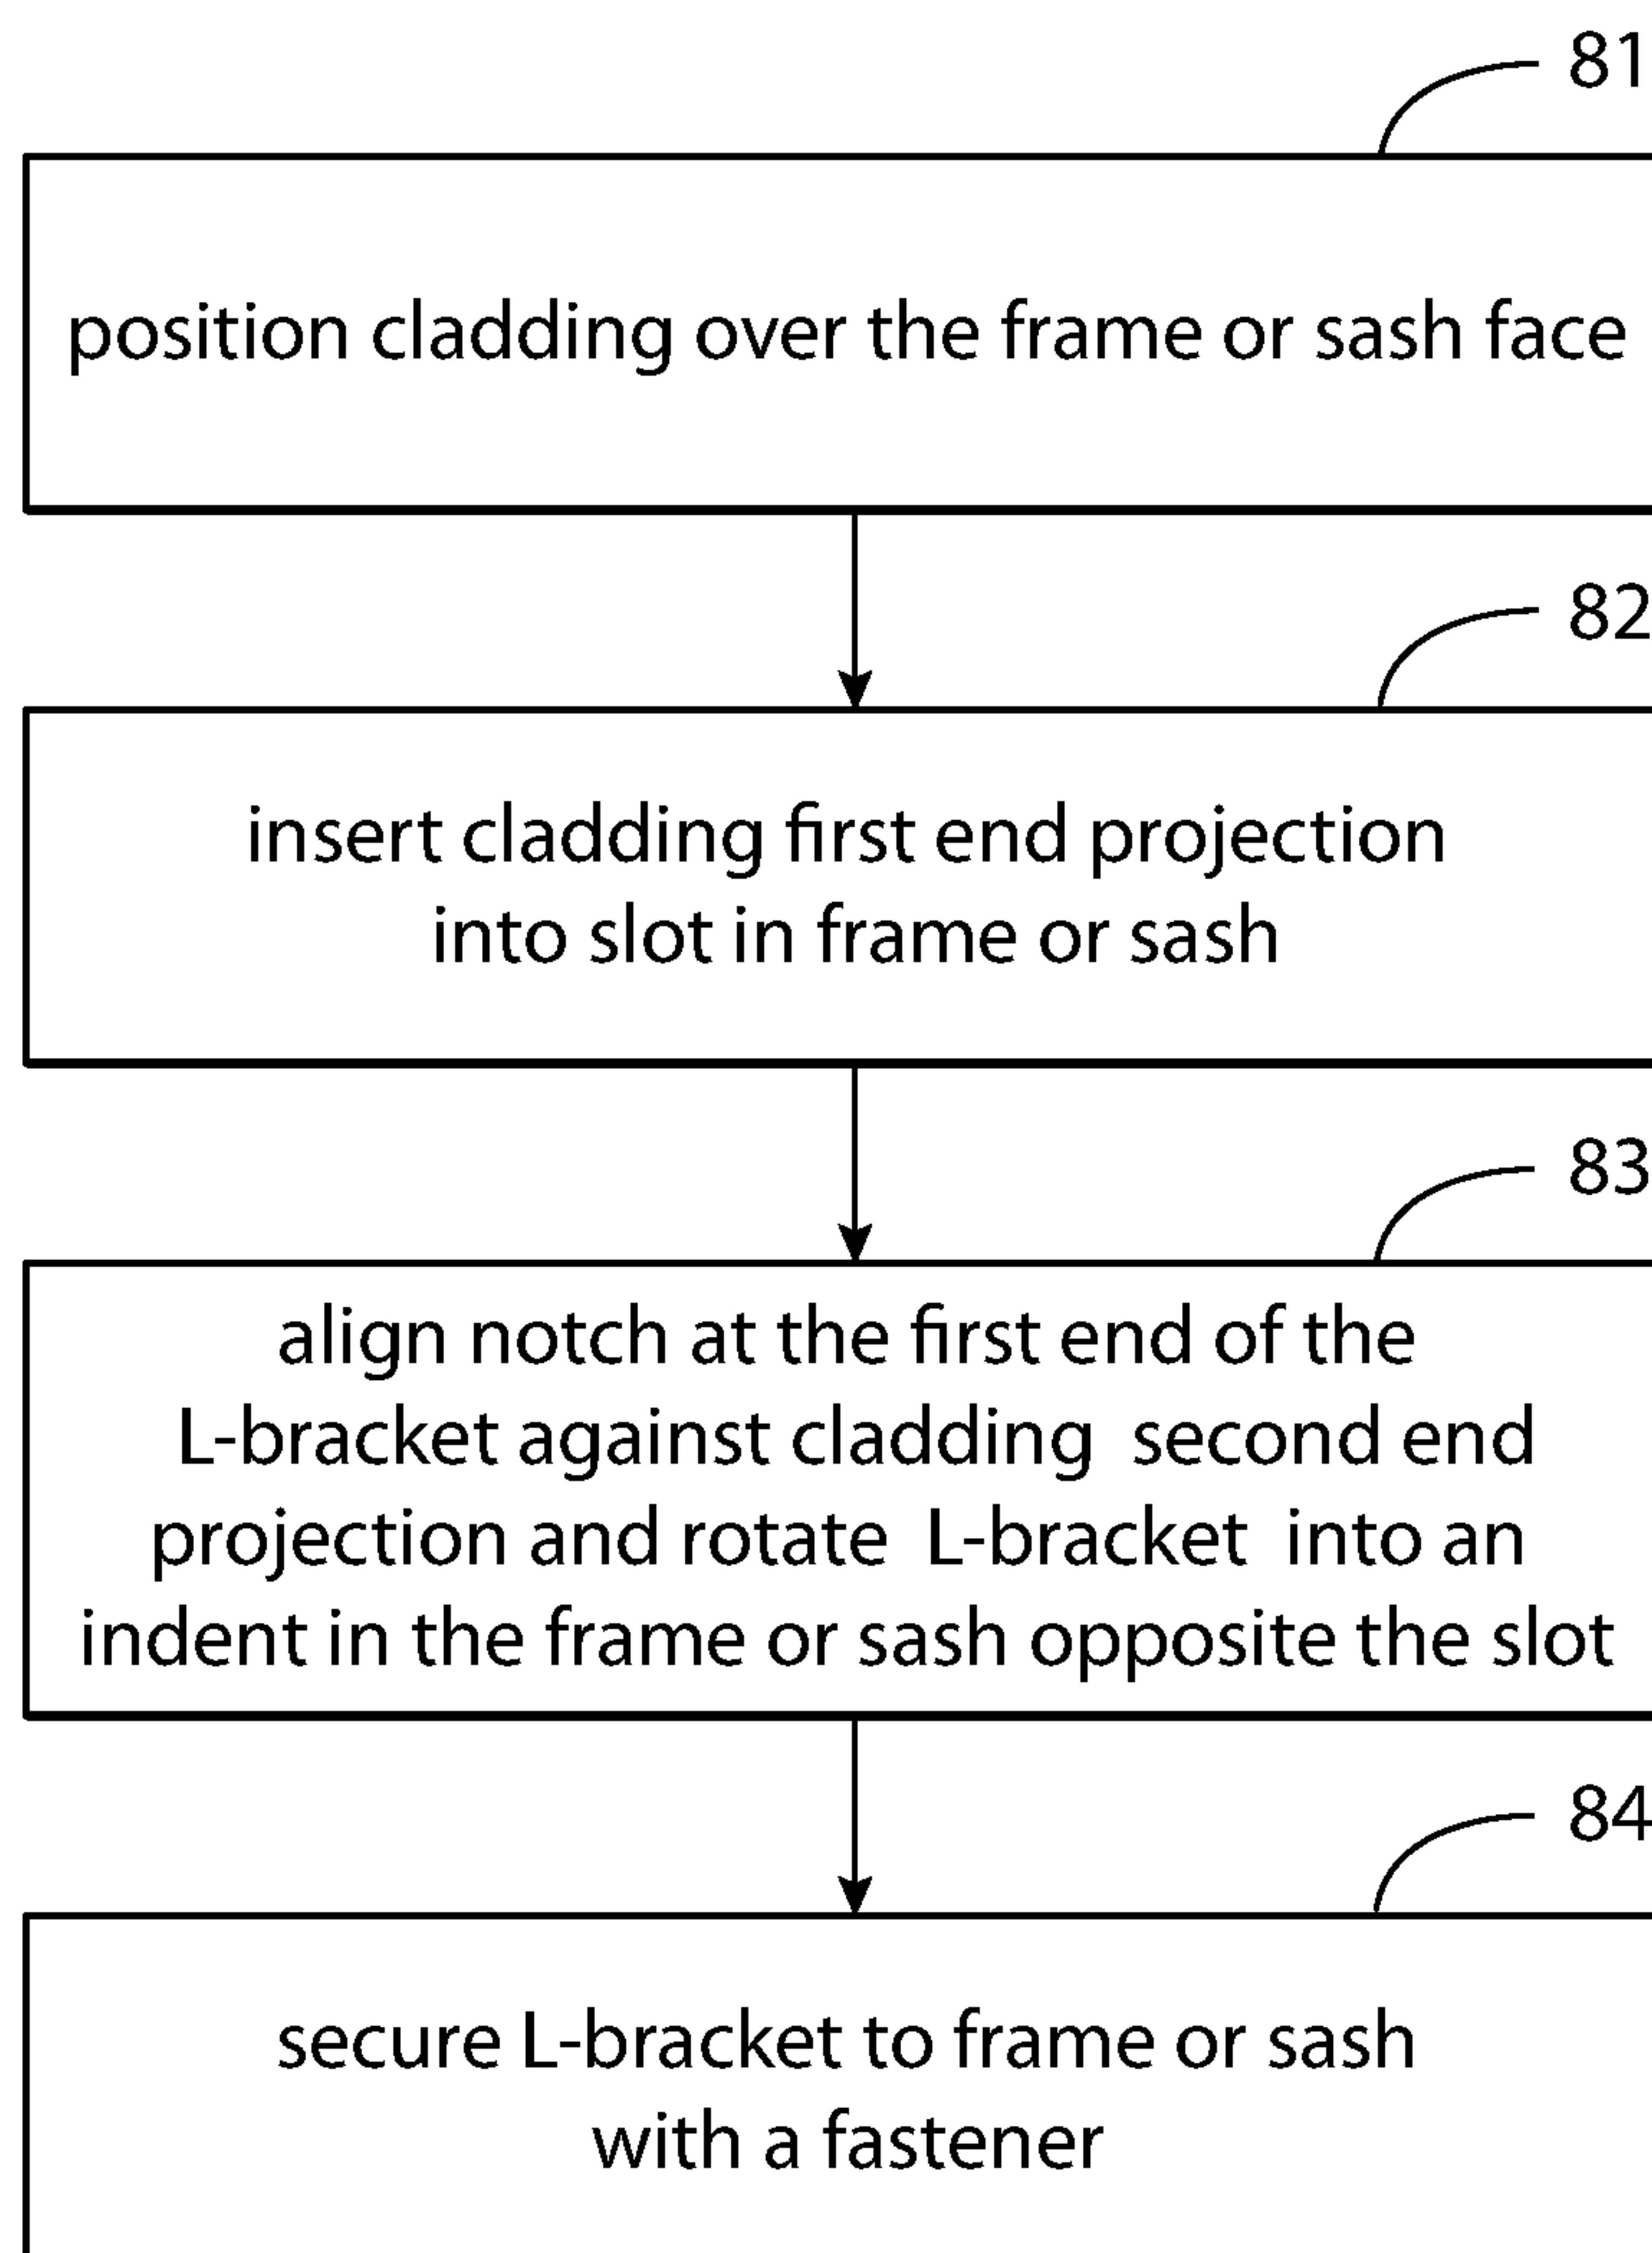 81
position cladding over the frame or sash face
82
insert cladding first end projection
into slot in frame or sash
83
align notch at the first end of the
L-bracket against cladding  second end
projection and rotate  L-bracket  into an
indent in the frame or sash opposite the slot
84
secure L-bracket to frame or sash
with a fastener